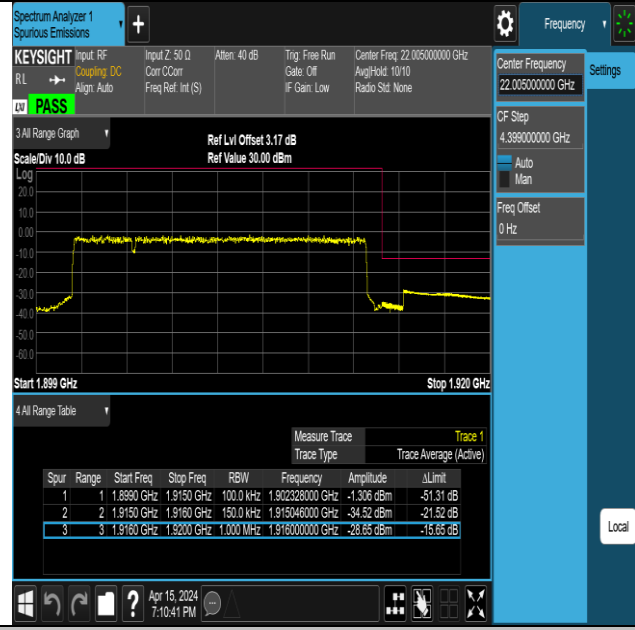 Spectrum Analyzer 1
Spurious Emissions
+
Frequency
KEYSIGHT
RL
LXI PASS
Input: RF
Coupling: DC
Align: Auto
Input Z: 50 Ω
Corr CCorr
Freq Ref: Int (S)
Atten: 40 dB
Trig: Free Run
Gate: Off
IF Gain: Low
Center Freq: 22.005000000 GHz
Avg|Hold: 10/10
Radio Std: None
Center Frequency
22.005000000 GHz
Settings
CF Step
4.399000000 GHz
Auto
Man
Freq Offset
0 Hz
Local
3 All Range Graph
Scale/Div 10.0 dB
Ref Lvl Offset 3.17 dB
Ref Value 30.00 dBm
Log
20.0
10.0
0.00
-10.0
-20.0
-30.0
-40.0
-50.0
-60.0
Start 1.899 GHz
Stop 1.920 GHz
4 All Range Table
Measure Trace Trace 1
Trace Type Trace Average (Active)
Spur Range Start Freq Stop Freq RBW Frequency Amplitude ΔLimit
1 1 1.8990 GHz 1.9150 GHz 100.0 kHz 1.902328000 GHz -1.306 dBm -51.31 dB
2 2 1.9150 GHz 1.9160 GHz 150.0 kHz 1.915046000 GHz -34.52 dBm -21.52 dB
3 3 1.9160 GHz 1.9200 GHz 1.000 MHz 1.916000000 GHz -28.65 dBm -15.65 dB
?
Apr 15, 2024
7:10:41 PM